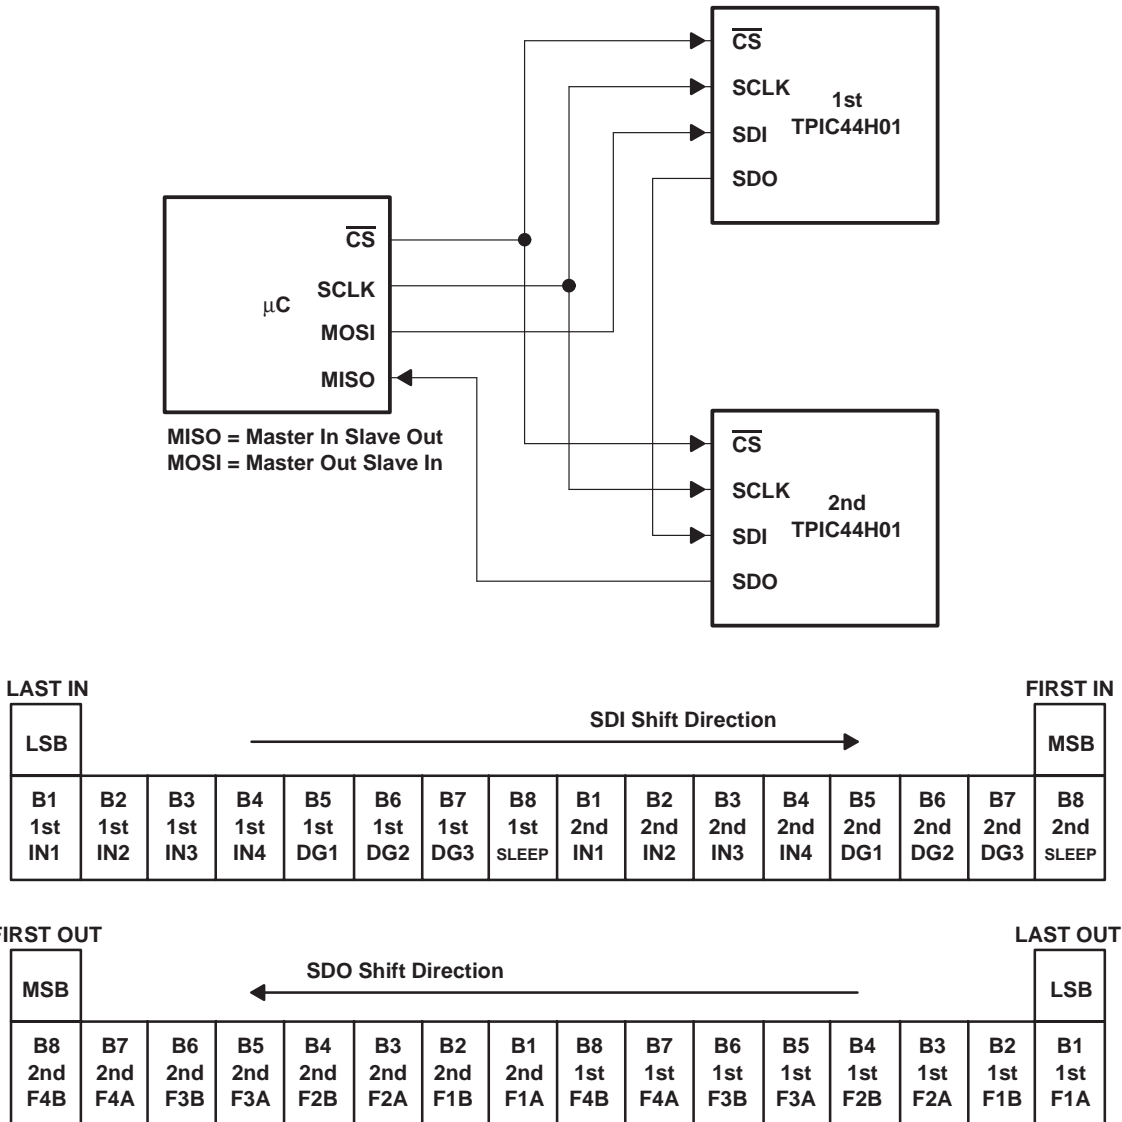 CS
SCLK
1st
TPIC44H01
SDI
SDO
CS
SCLK
μC
MOSI
MISO
MISO = Master In Slave Out
MOSI = Master Out Slave In
CS
SCLK
2nd
TPIC44H01
SDI
SDO
LAST IN FIRST IN
LSB SDI Shift Direction MSB
B1 B2 B3 B4 B5 B6 B7 B8 B1 B2 B3 B4 B5 B6 B7 B8
1st 1st 1st 1st 1st 1st 1st 1st 2nd 2nd 2nd 2nd 2nd 2nd 2nd 2nd
IN1 IN2 IN3 IN4 DG1 DG2 DG3 SLEEP IN1 IN2 IN3 IN4 DG1 DG2 DG3 SLEEP
FIRST OUT LAST OUT
MSB SDO Shift Direction LSB
B8 B7 B6 B5 B4 B3 B2 B1 B8 B7 B6 B5 B4 B3 B2 B1
2nd 2nd 2nd 2nd 2nd 2nd 2nd 2nd 1st 1st 1st 1st 1st 1st 1st 1st
F4B F4A F3B F3A F2B F2A F1B F1A F4B F4A F3B F3A F2B F2A F1B F1A